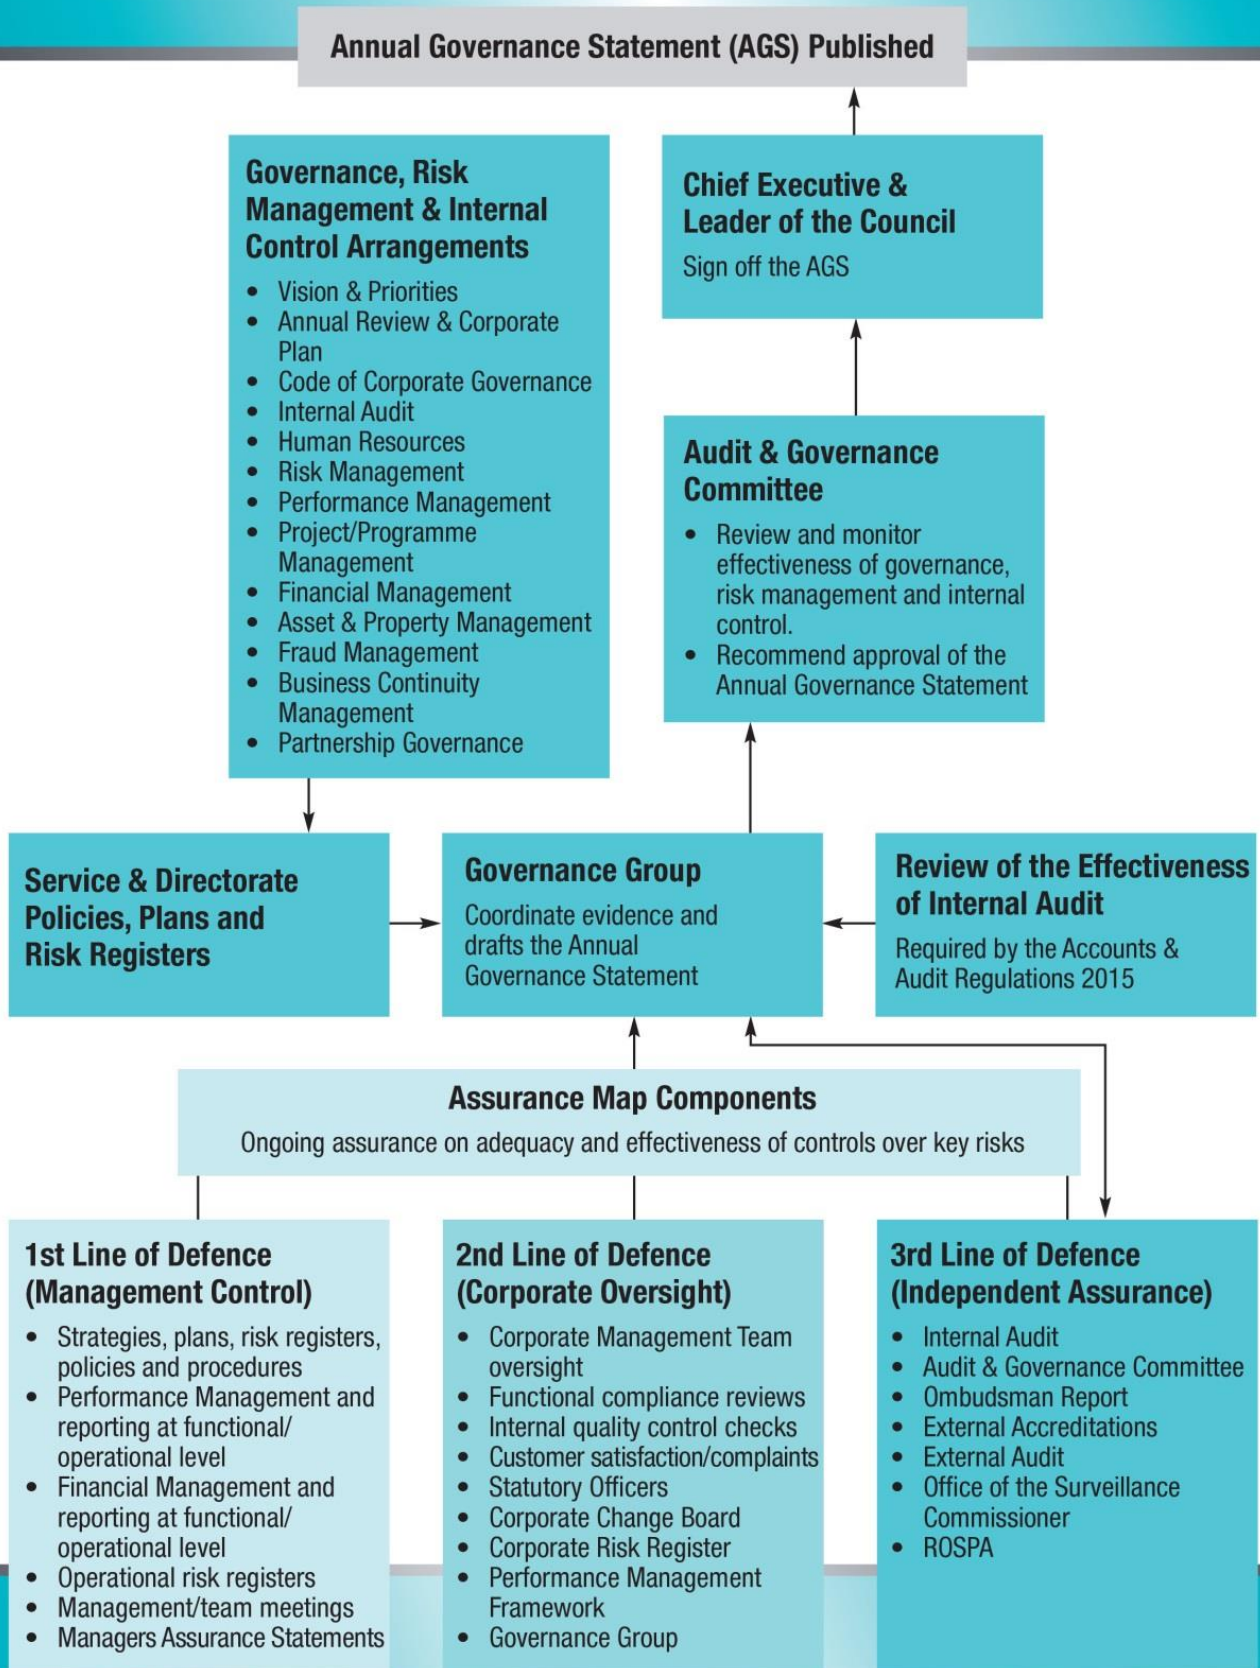 Annual Governance Statement (AGS) Published
Governance, Risk
Management & Internal
Control Arrangements
• Vision & Priorities
• Annual Review & Corporate
Plan
• Code of Corporate Governance
• Internal Audit
• Human Resources
• Risk Management
• Performance Management
• Project/Programme
Management
• Financial Management
• Asset & Property Management
• Fraud Management
• Business Continuity
Management
• Partnership Governance
Chief Executive &
Leader of the Council
Sign off the AGS
Audit & Governance
Committee
• Review and monitor
effectiveness of governance,
risk management and internal
control.
• Recommend approval of the
Annual Governance Statement
Service & Directorate
Policies, Plans and
Risk Registers
Governance Group
Coordinate evidence and
drafts the Annual
Governance Statement
Review of the Effectiveness
of Internal Audit
Required by the Accounts &
Audit Regulations 2015
Assurance Map Components
Ongoing assurance on adequacy and effectiveness of controls over key risks
1st Line of Defence
(Management Control)
• Strategies, plans, risk registers,
policies and procedures
• Performance Management and
reporting at functional/
operational level
• Financial Management and
reporting at functional/
operational level
• Operational risk registers
• Management/team meetings
• Managers Assurance Statements
2nd Line of Defence
(Corporate Oversight)
• Corporate Management Team
oversight
• Functional compliance reviews
• Internal quality control checks
• Customer satisfaction/complaints
• Statutory Officers
• Corporate Change Board
• Corporate Risk Register
• Performance Management
Framework
• Governance Group
3rd Line of Defence
(Independent Assurance)
• Internal Audit
• Audit & Governance Committee
• Ombudsman Report
• External Accreditations
• External Audit
• Office of the Surveillance
Commissioner
• ROSPA